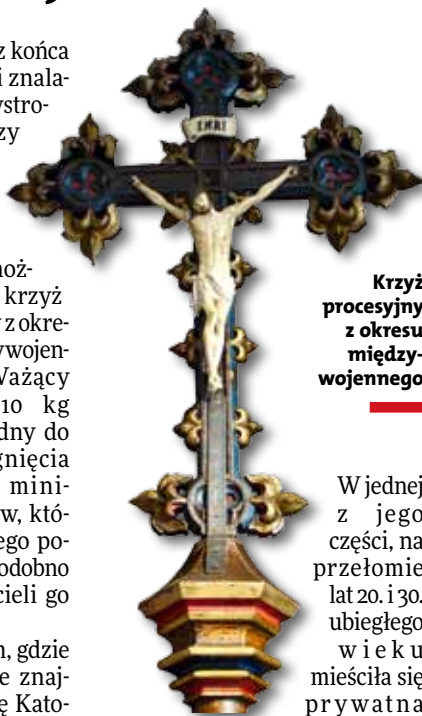 z końca
i znala-
ystro-
zy
noż-
krzyż
z okre-
ywojen-
Ważący
10 kg
dny do
gnięcia
mini-
w, któ-
ego po-
odobno
cieli go
n, gdzie
e znaj-
ę Kato-
INRI
Krzyż
procesyjny
z okresu
między-
wojennego
W jednej
z jego
części, na
przełomie
lat 20. i 30.
ubiegłego
wieku
mieściła się
prywatna